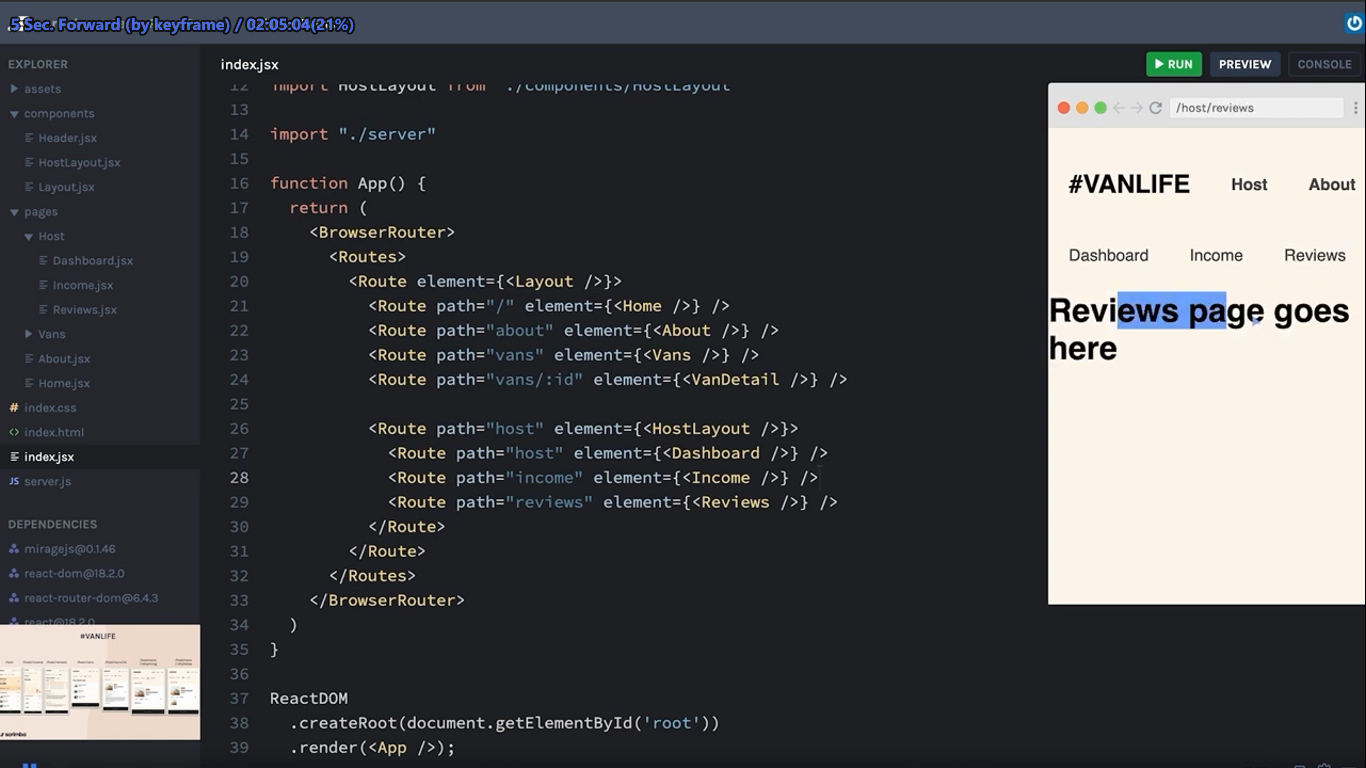 5 Sec. Forward (by keyframe) / 02:05:04(21%)
EXPLORER
assets
components
Header.jsx
HostLayout.jsx
Layout.jsx
pages
Host
Dashboard.jsx
Income.jsx
Reviews.jsx
Vans
About.jsx
Home.jsx
# index.css
<> index.html
index.jsx
JS server.js
DEPENDENCIES
miragejs@0.1.46
react-dom@18.2.0
react-router-dom@6.4.3
react@18.2.0
#VANLIFE
index.jsx
12 import HostLayout from "./components/HostLayout"
13
14 import "./server"
15
16 function App() {
17 return (
18 <BrowserRouter>
19 <Routes>
20 <Route element={<Layout />}>
21 <Route path="/" element={<Home />} />
22 <Route path="about" element={<About />} />
23 <Route path="vans" element={<Vans />} />
24 <Route path="vans/:id" element={<VanDetail />} />
25
26 <Route path="host" element={<HostLayout />}>
27 <Route path="host" element={<Dashboard />} />
28 <Route path="income" element={<Income />} />
29 <Route path="reviews" element={<Reviews />} />
30 </Route>
31 </Route>
32 </Routes>
33 </BrowserRouter>
34 )
35 }
36
37 ReactDOM
38 .createRoot(document.getElementById('root'))
39 .render(<App />);
RUN PREVIEW CONSOLE
/host/reviews
#VANLIFE Host About
Dashboard Income Reviews
Reviews page goes
here